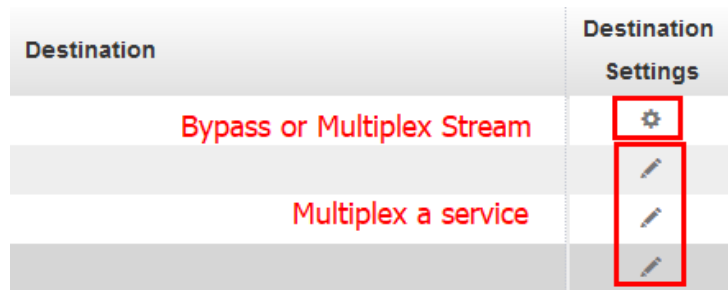 Destination
Destination
Settings
Bypass or Multiplex Stream
Multiplex a service